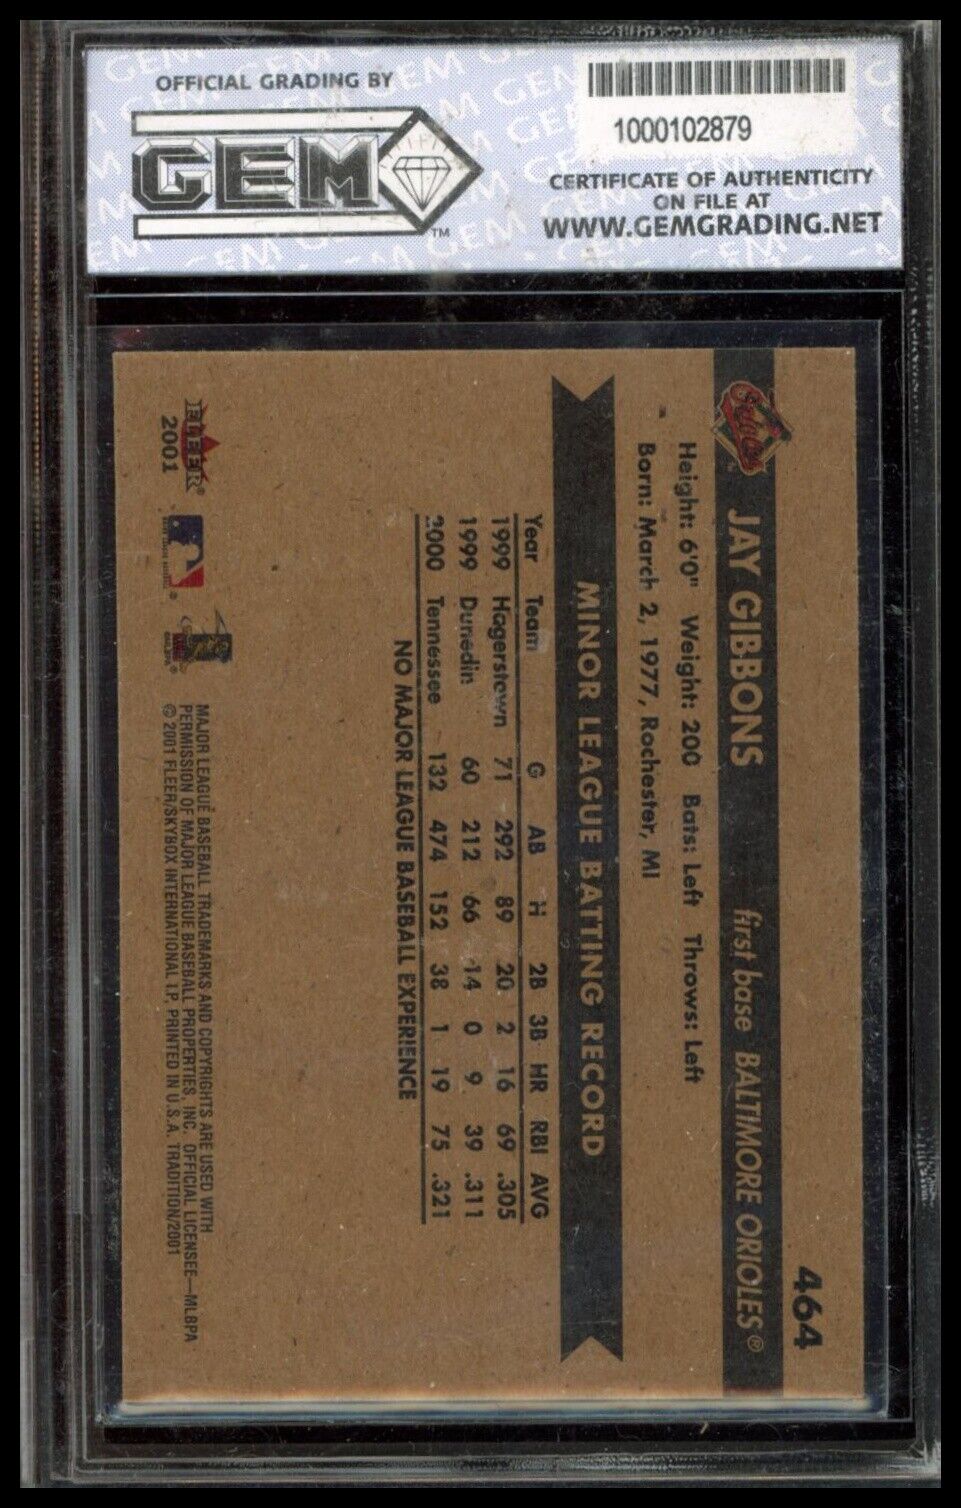 OFFICIAL GRADING BY
GEM
TM
1000102879
CERTIFICATE OF AUTHENTICITY
ON FILE AT
WWW.GEMGRADING.NET
464
Orioles
JAY GIBBONS first base BALTIMORE ORIOLES®
Height: 6'0" Weight: 200 Bats: Left Throws: Left
Born: March 2, 1977, Rochester, MI
MINOR LEAGUE BATTING RECORD
Year Team G AB H 2B 3B HR RBI AVG
1999 Hagerstown 71 292 89 20 2 16 69 .305
1999 Dunedin 60 212 66 14 0 9 39 .311
2000 Tennessee 132 474 152 38 1 19 75 .321
NO MAJOR LEAGUE BASEBALL EXPERIENCE
FLEER®
2001
MAJOR LEAGUE BASEBALL TRADEMARKS AND COPYRIGHTS ARE USED WITH
PERMISSION OF MAJOR LEAGUE BASEBALL PROPERTIES, INC. OFFICIAL LICENSEE—MLBPA
© 2001 FLEER/SKYBOX INTERNATIONAL LP, PRINTED IN U.S.A. TRADITION/2001